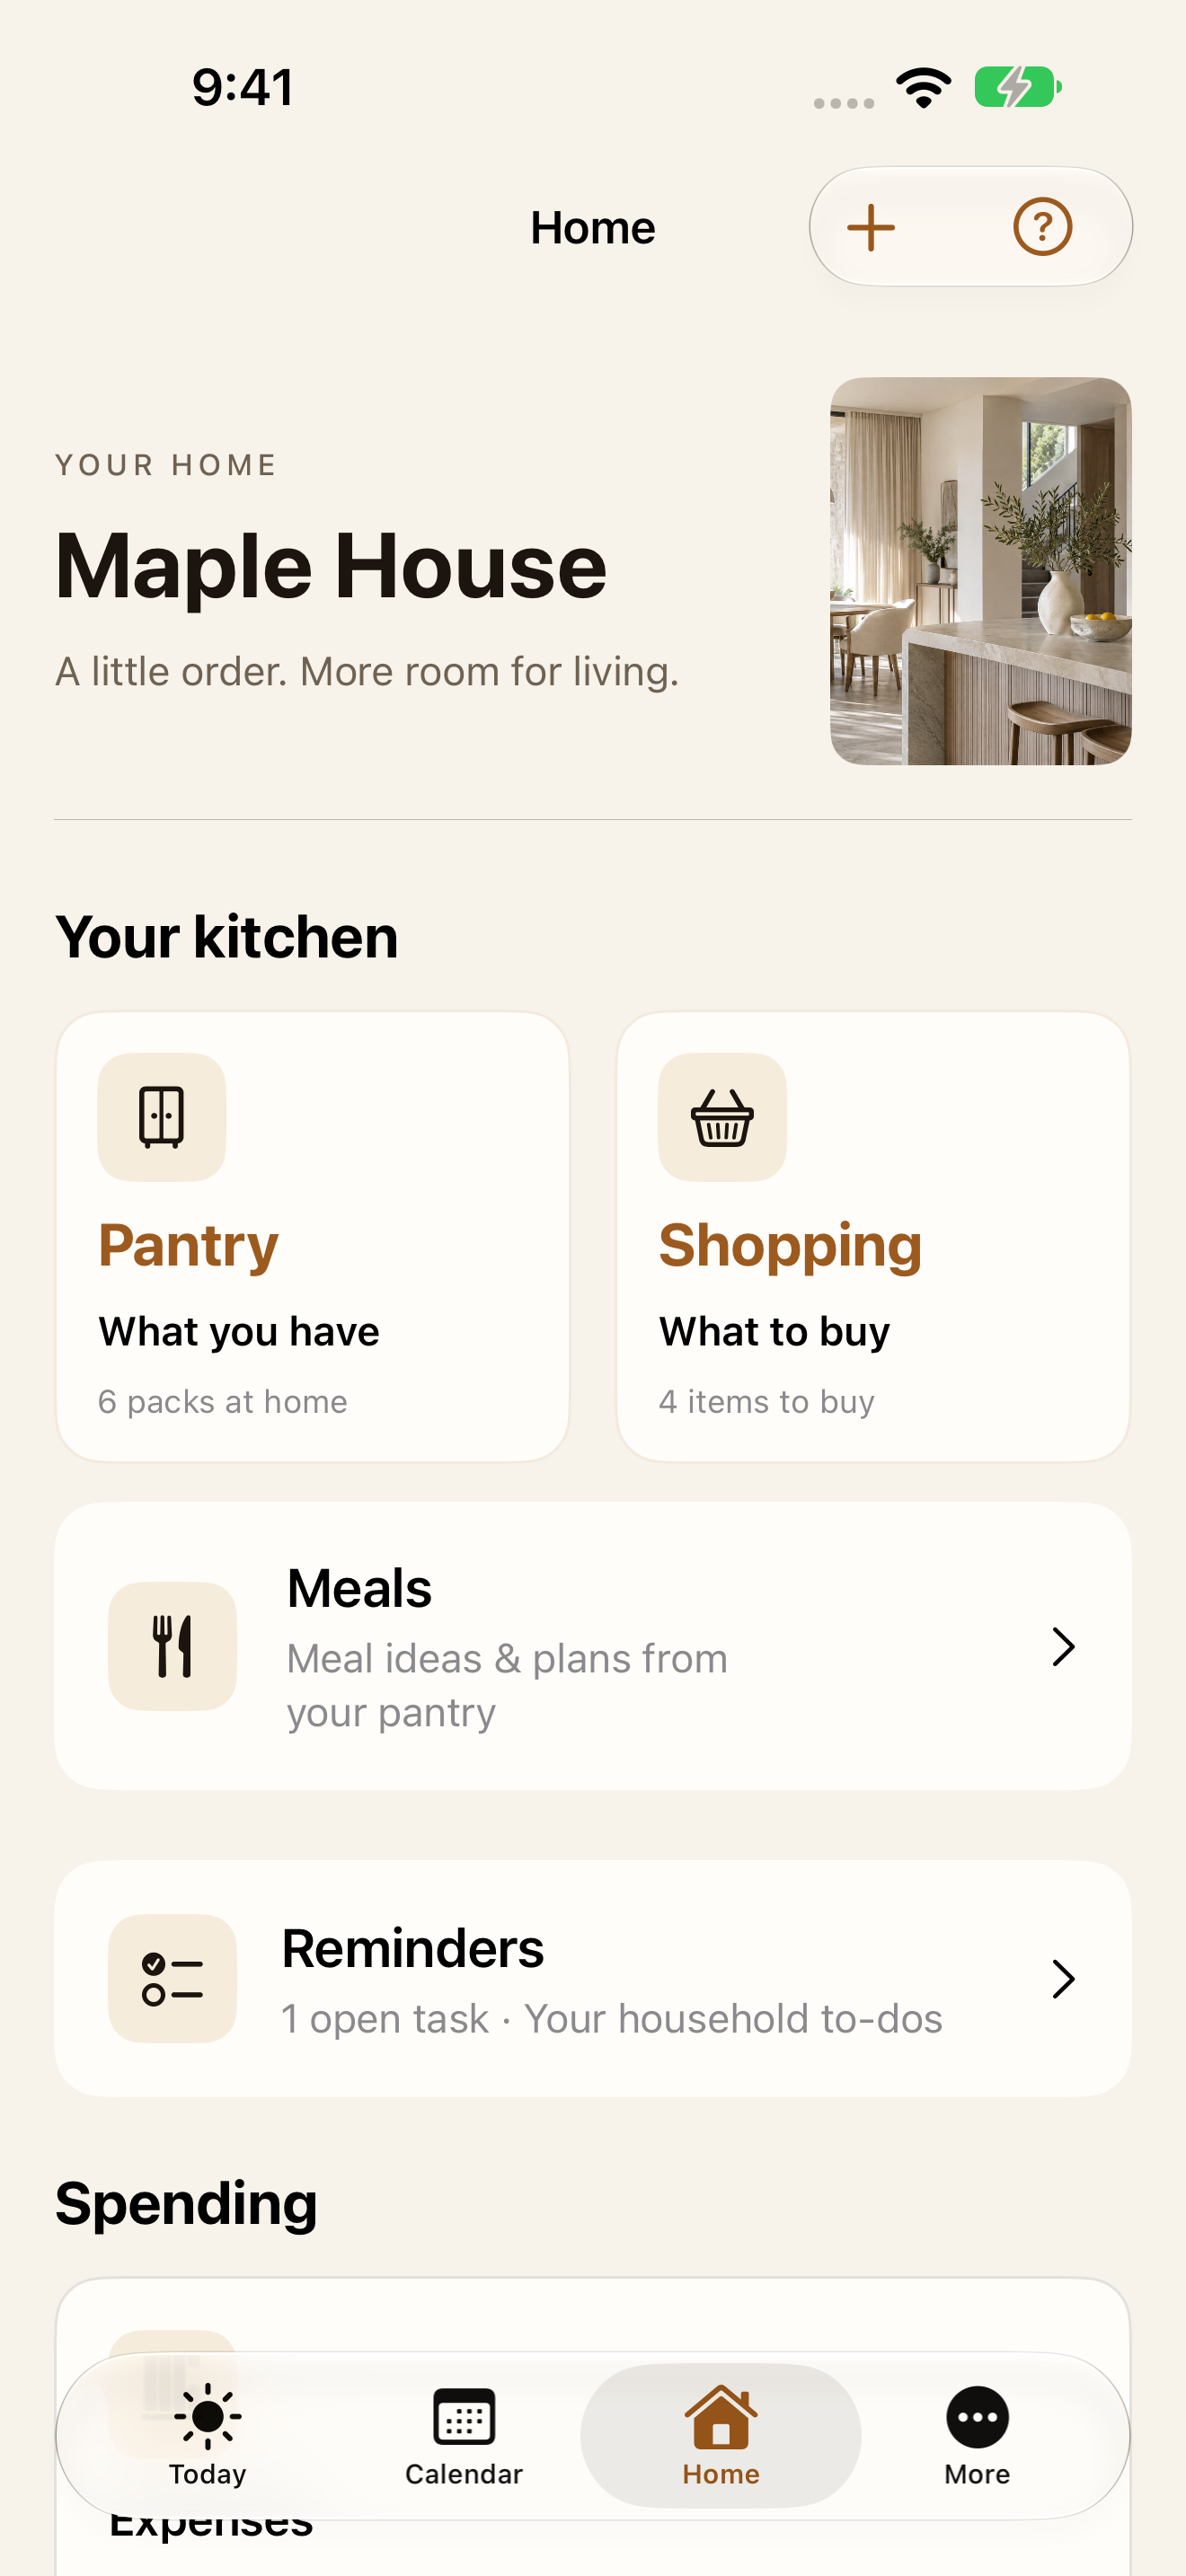 9:41
Home
YOUR HOME
Maple House
A little order. More room for living.
Your kitchen
Pantry
What you have
6 packs at home
Shopping
What to buy
4 items to buy
Meals
Meal ideas & plans from
your pantry
Reminders
1 open task · Your household to-dos
Spending
Expenses
Today
Calendar
Home
More